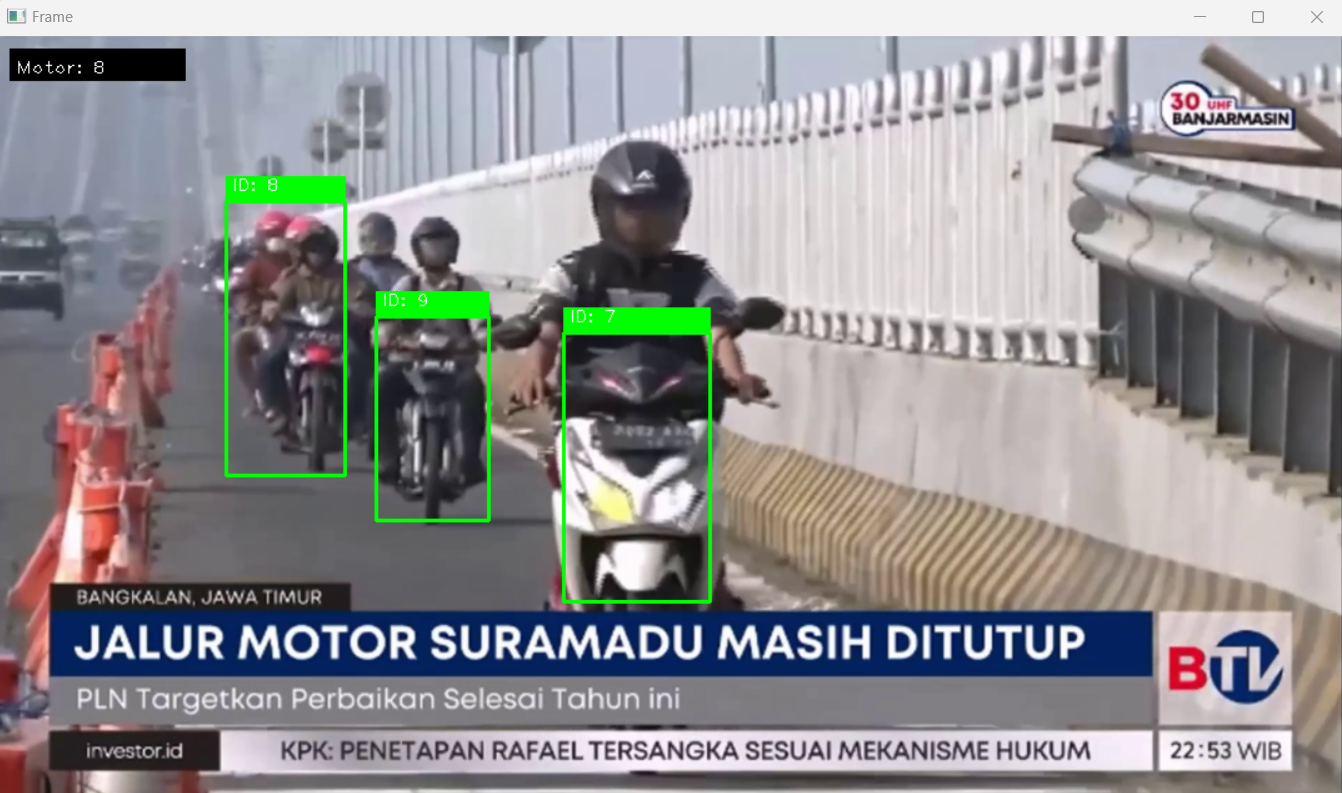 Frame
Motor: 8
30 UHF
BANJARMASIN
ID: 8
ID: 9
ID: 7
BANGKALAN, JAWA TIMUR
JALUR MOTOR SURAMADU MASIH DITUTUP
PLN Targetkan Perbaikan Selesai Tahun ini
BTV
investor.id
KPK: PENETAPAN RAFAEL TERSANGKA SESUAI MEKANISME HUKUM
22:53 WIB